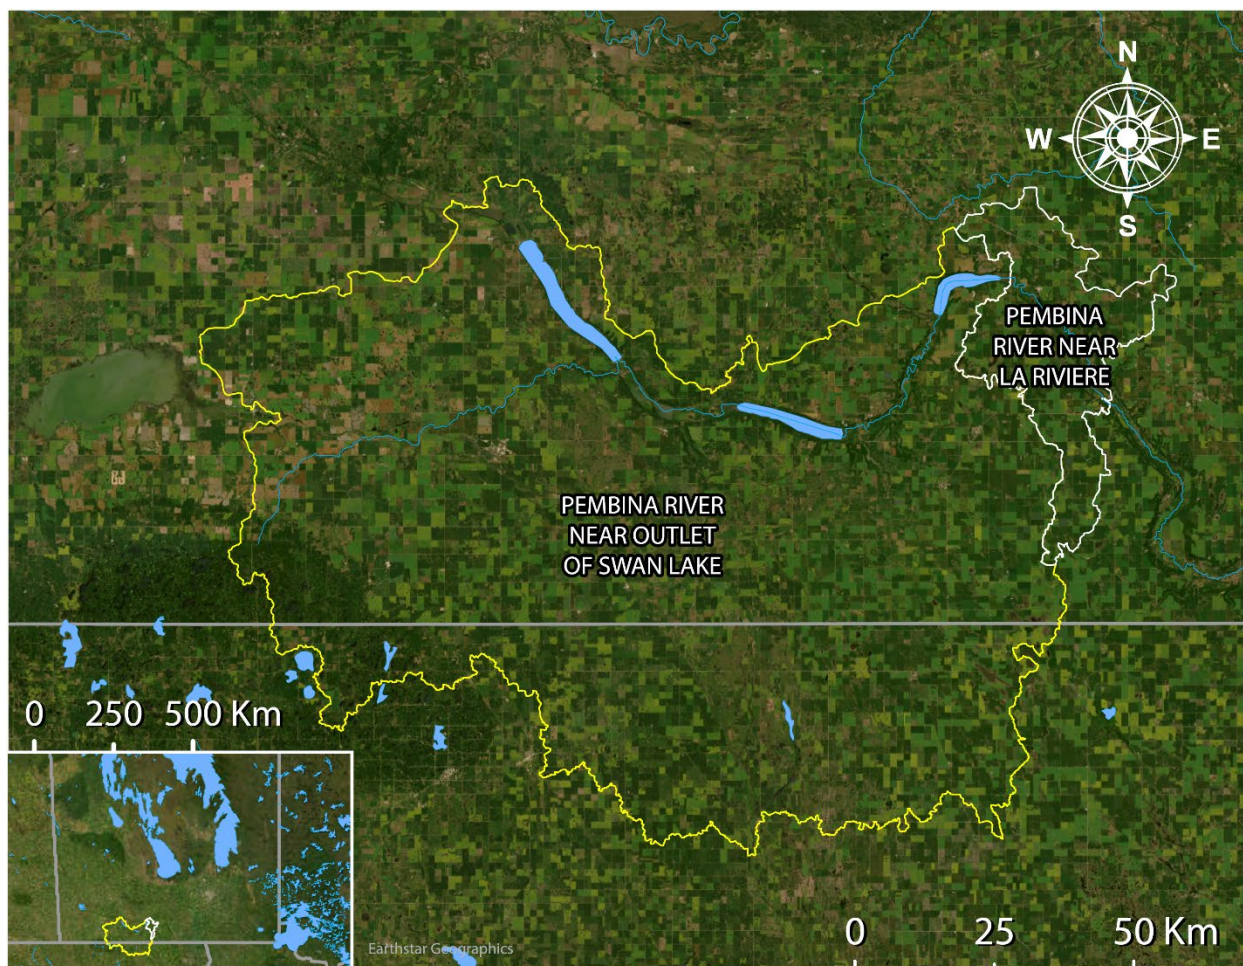 N
W E
S
PEMBINA
RIVER NEAR
LA RIVIERE
PEMBINA RIVER
NEAR OUTLET
OF SWAN LAKE
0 250 500 Km
Earthstar Geographics
0 25 50 Km